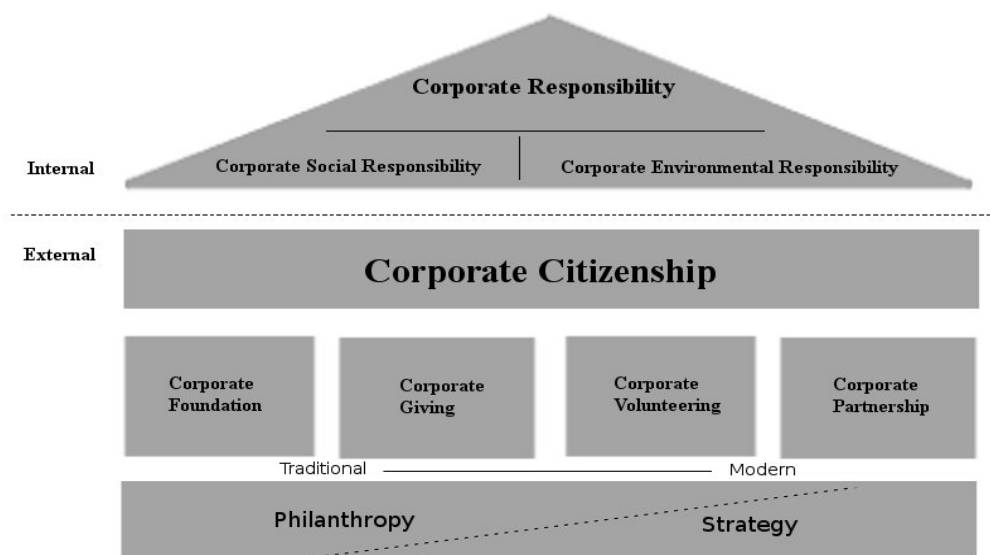 Corporate Responsibility
Internal
Corporate Social Responsibility
Corporate Environmental Responsibility
External
Corporate Citizenship
Corporate
Foundation
Corporate
Giving
Corporate
Volunteering
Corporate
Partnership
Traditional
Modern
Philanthropy
Strategy